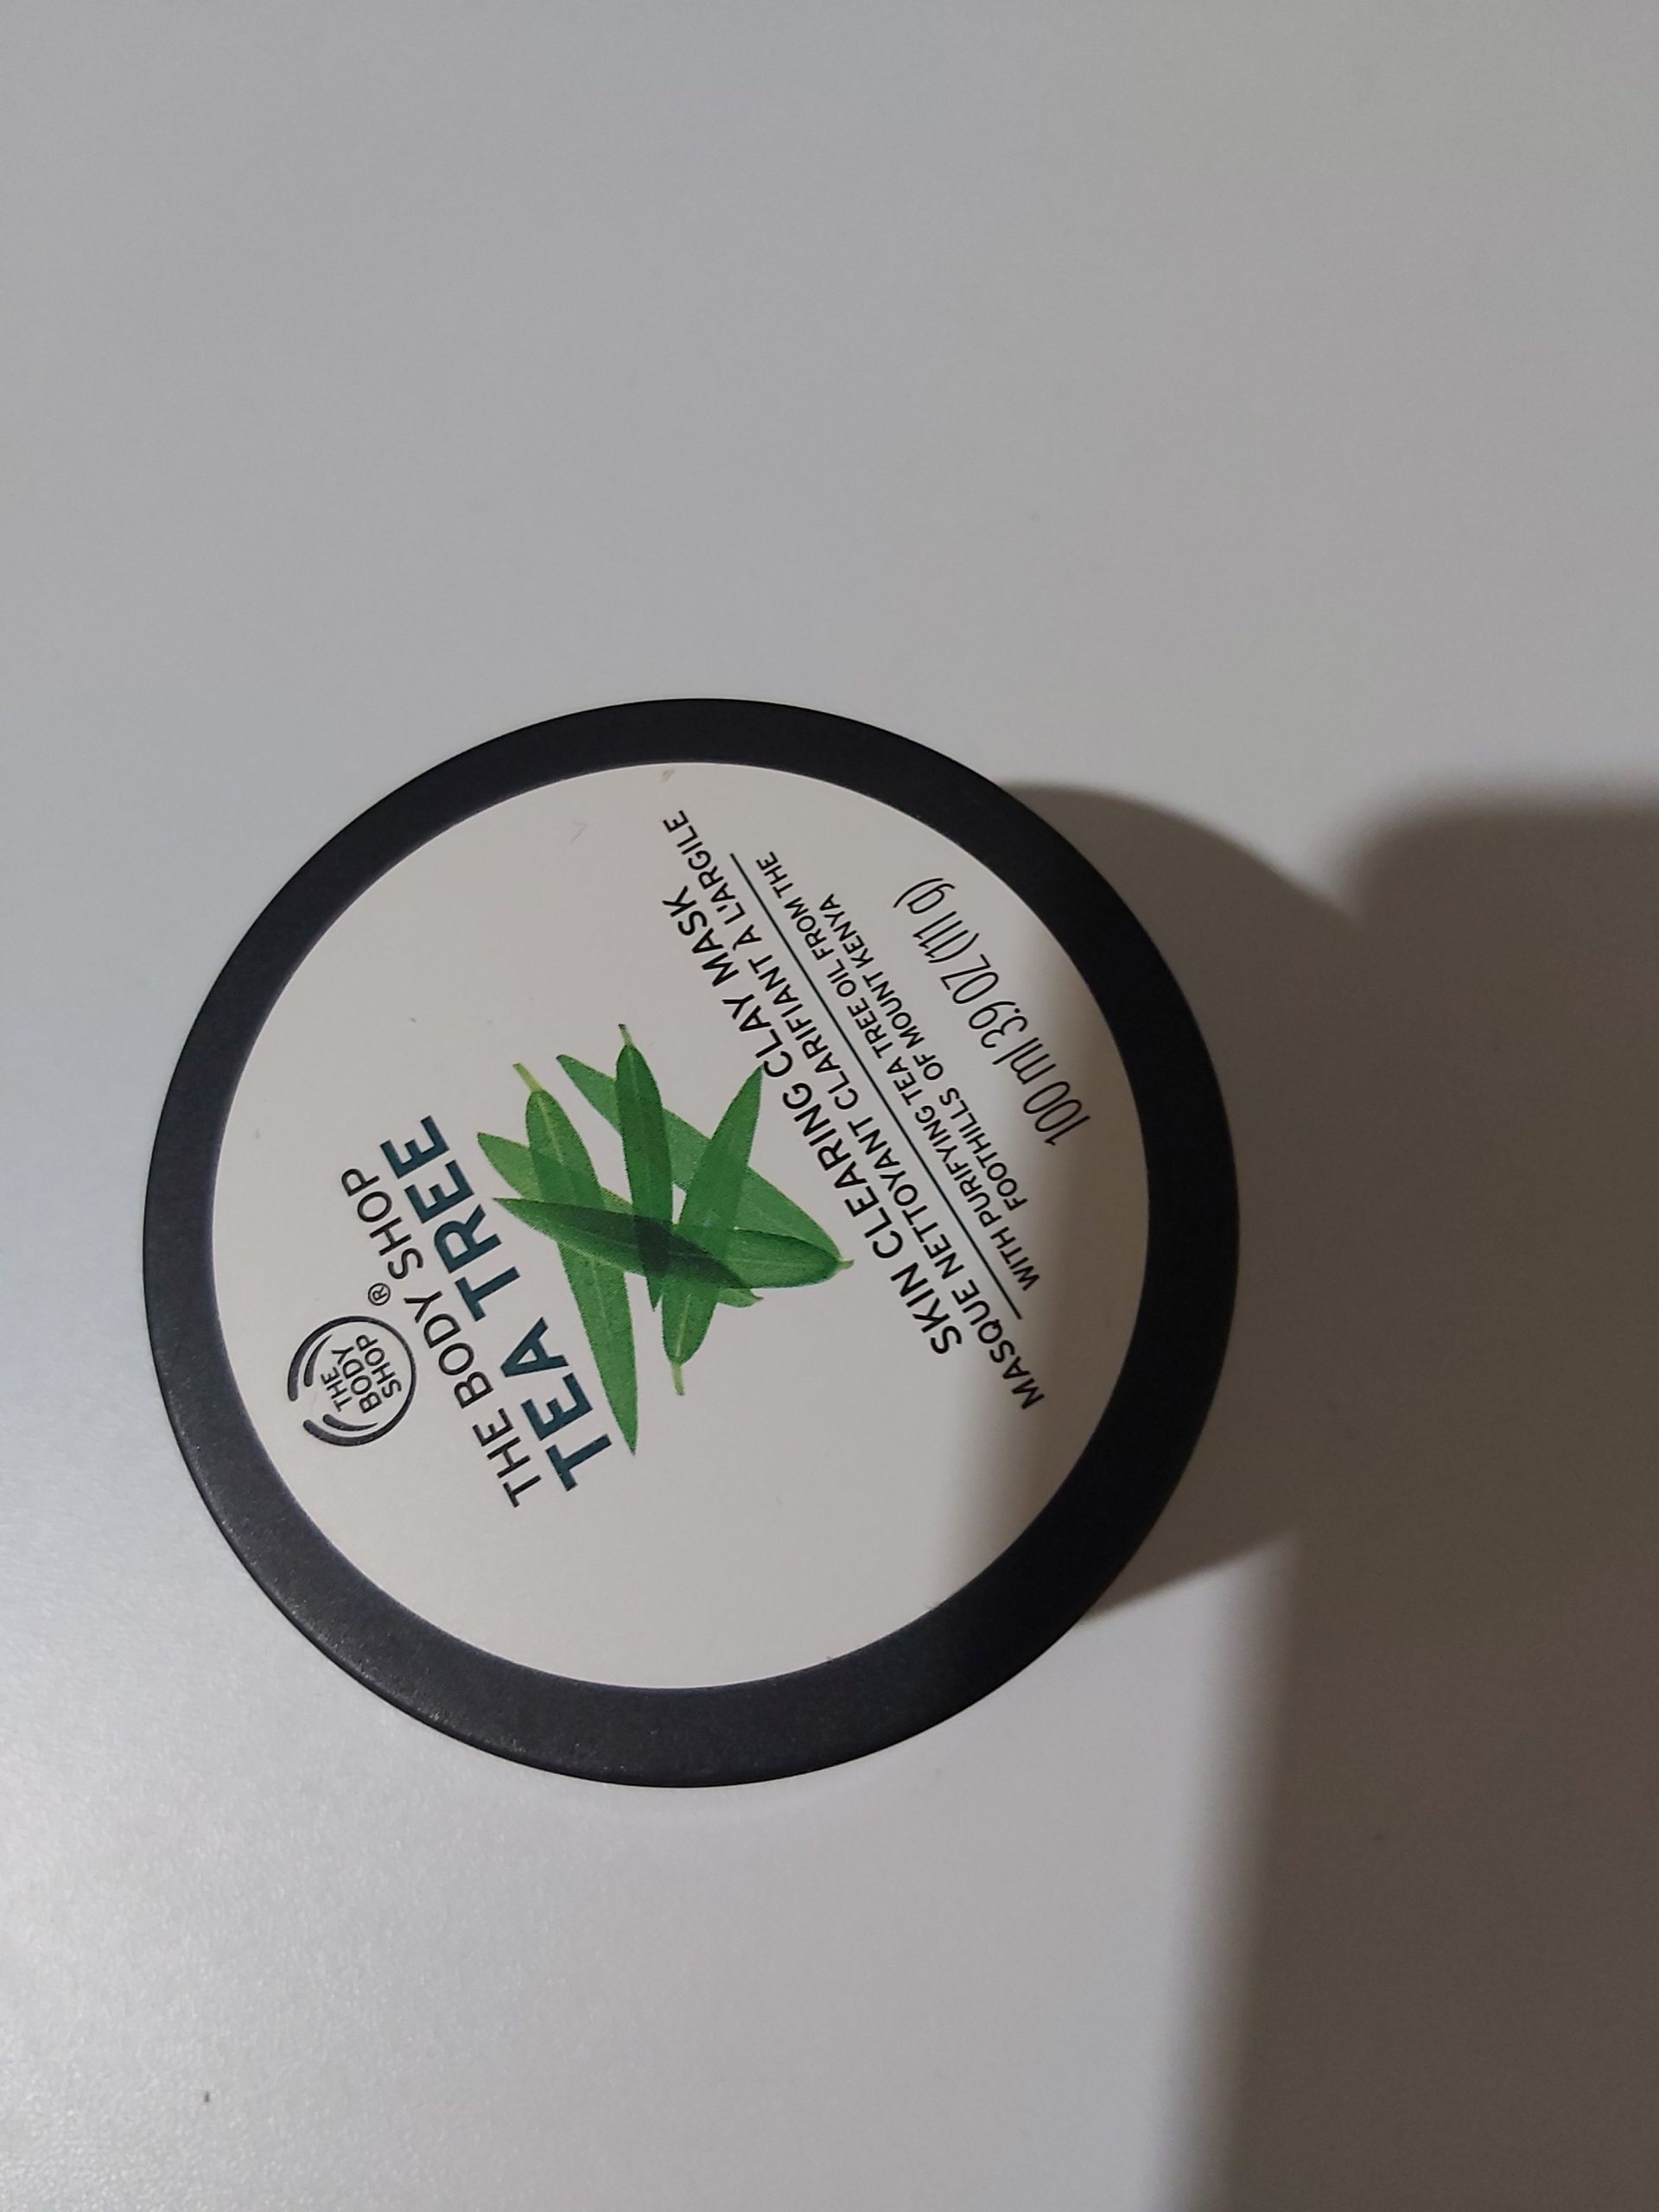 THE
BODY
SHOP
®
THE BODY SHOP
TEA TREE
SKIN CLEARING CLAY MASK
MASQUE NETTOYANT CLARIFIANT À L'ARGILE
WITH PURIFYING TEA TREE OIL FROM THE
FOOTHILLS OF MOUNT KENYA
100 ml 3.9 OZ (111 g)